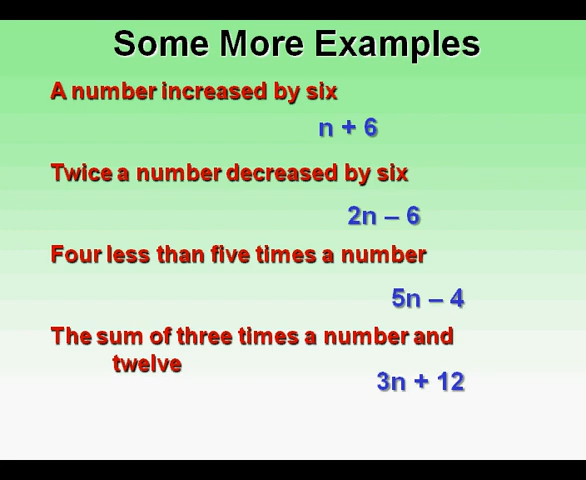 Some More Examples
A number increased by six
n + 6
Twice a number decreased by six
2n – 6
Four less than five times a number
5n – 4
The sum of three times a number and
twelve
3n + 12